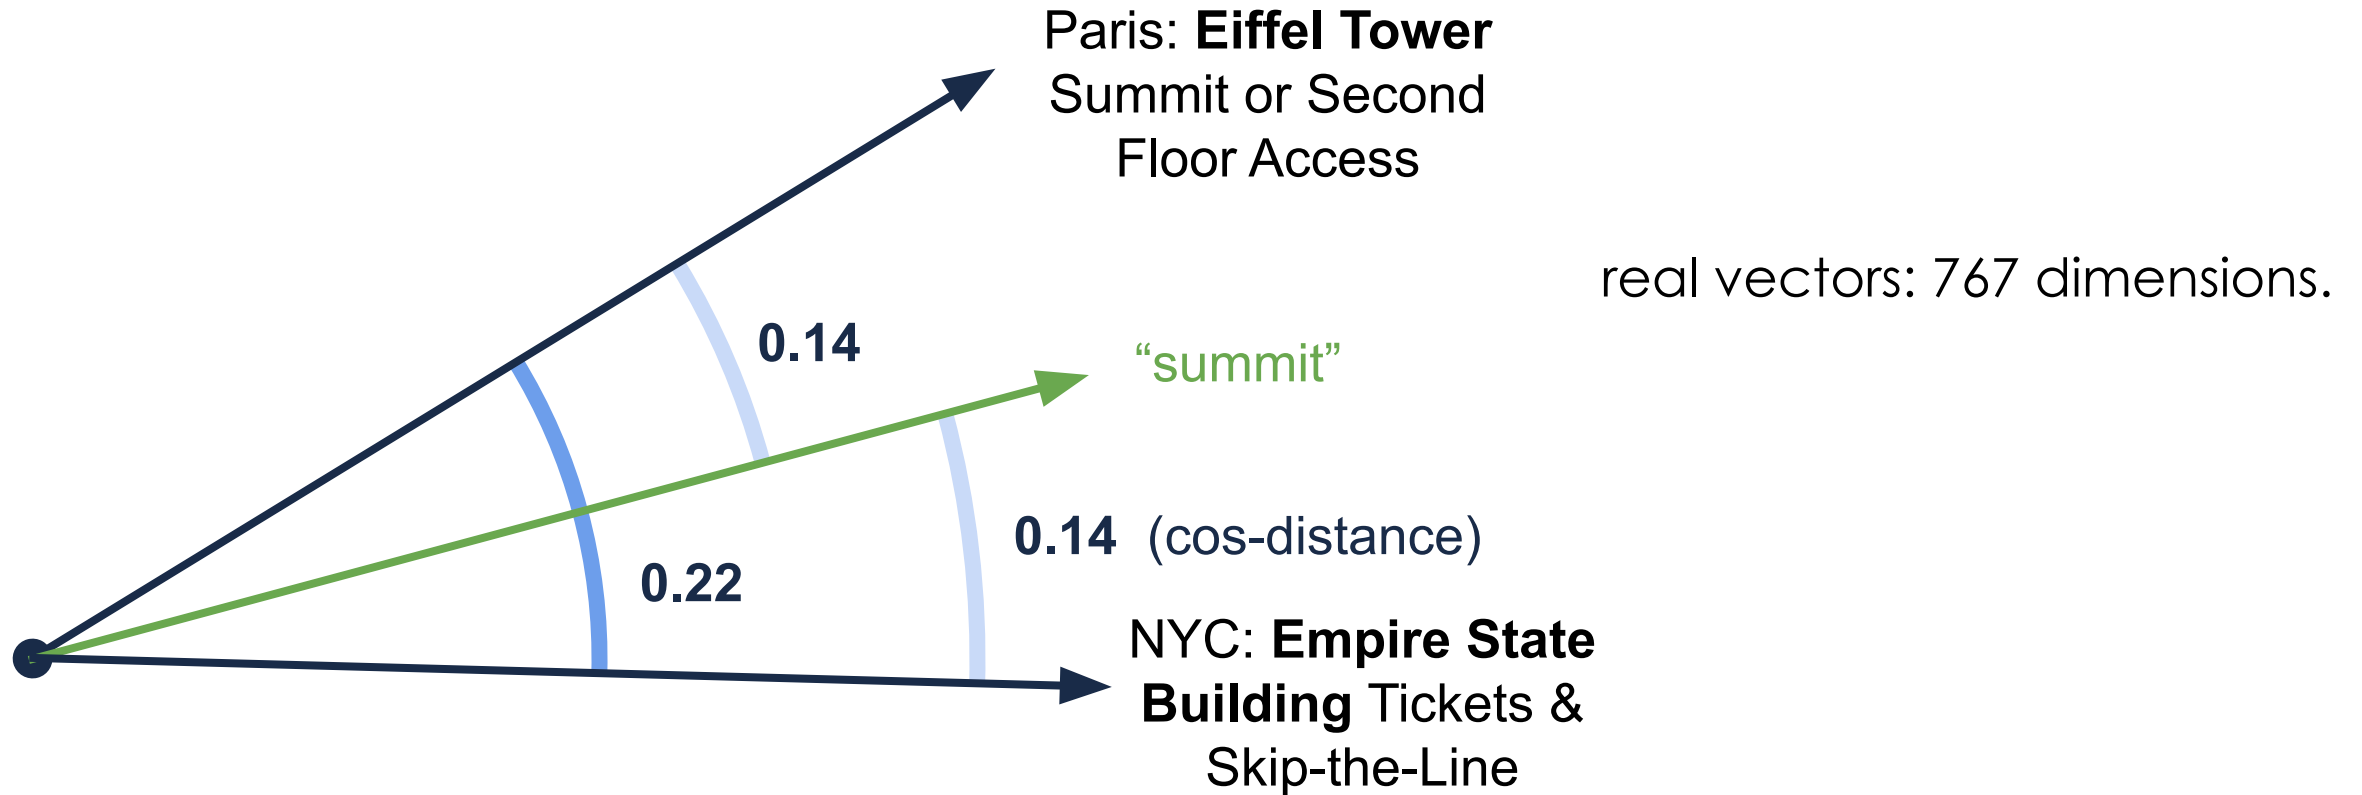 Paris: Eiffel Tower
Summit or Second
Floor Access
real vectors: 767 dimensions.
0.14
“summit”
0.14 (cos-distance)
0.22
NYC: Empire State
Building Tickets &
Skip-the-Line